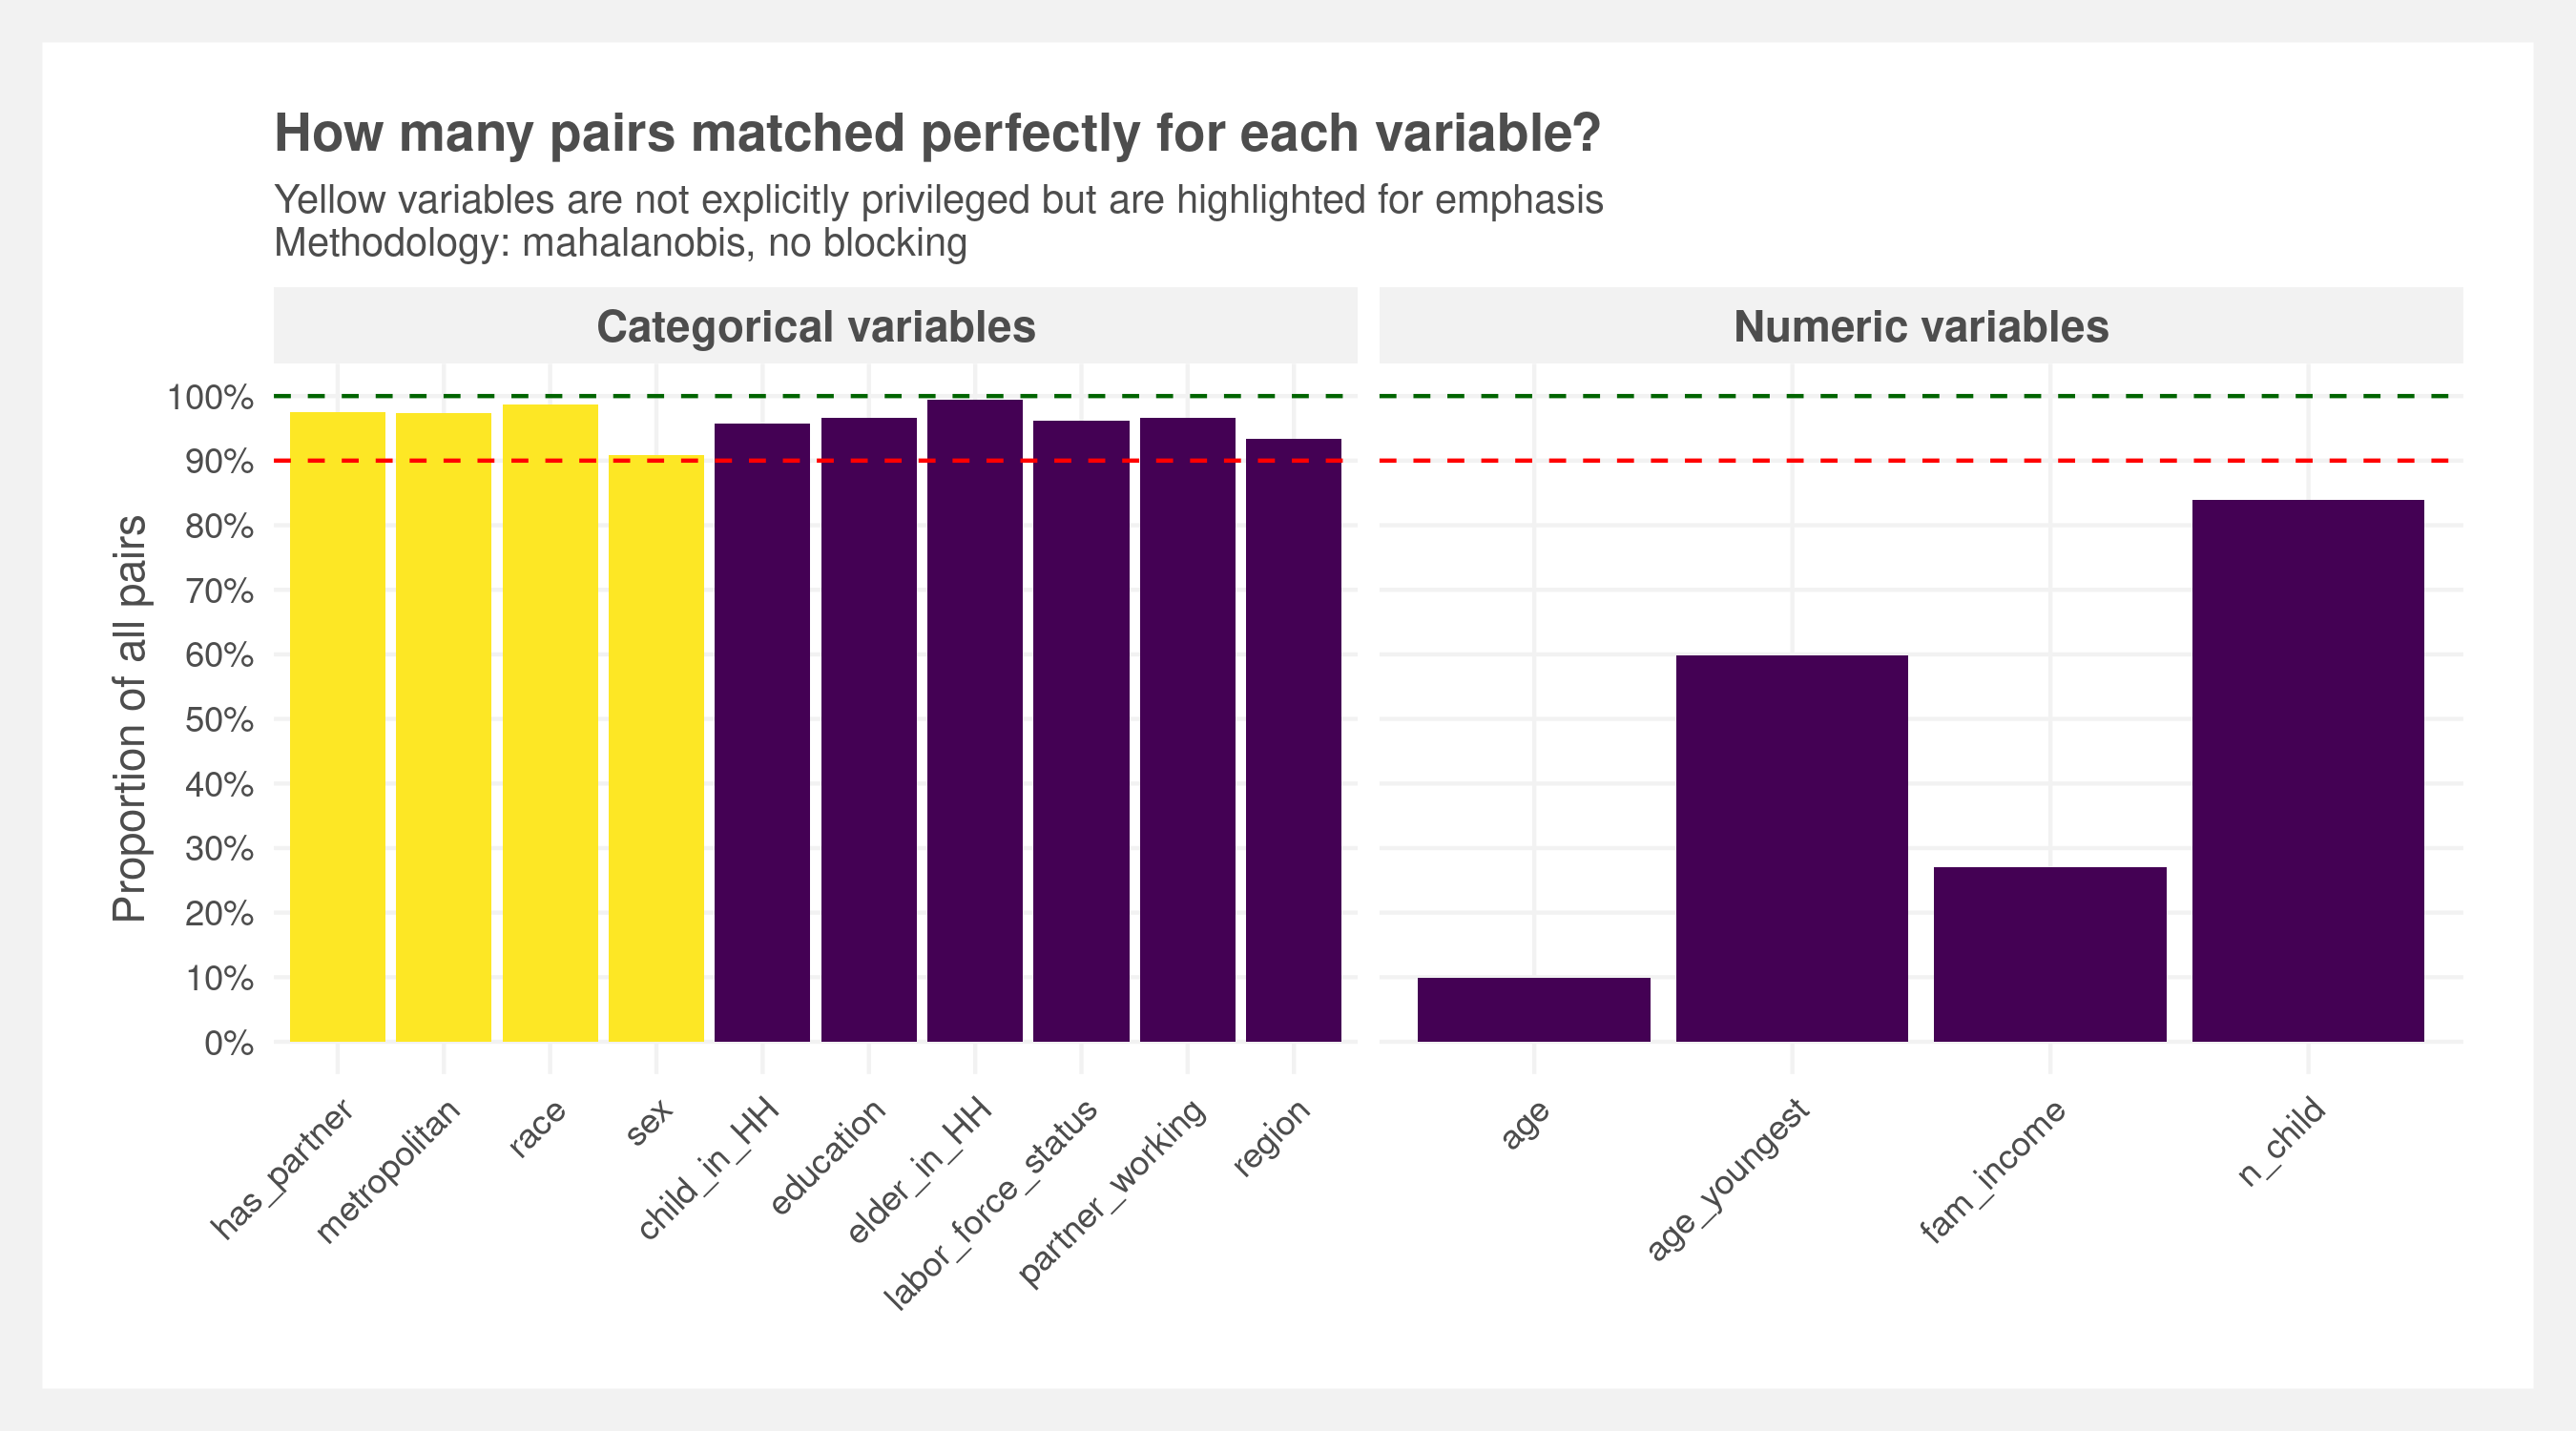 How many pairs matched perfectly for each variable?
Yellow variables are not explicitly privileged but are highlighted for emphasis
Methodology: mahalanobis, no blocking
Categorical variables
Numeric variables
Proportion of all pairs
100%
90%
80%
70%
60%
50%
40%
30%
20%
10%
0%
has_partner
metropolitan
race
sex
child_in_HH
education
elder_in_HH
labor_force_status
partner_working
region
age
age_youngest
fam_income
n_child